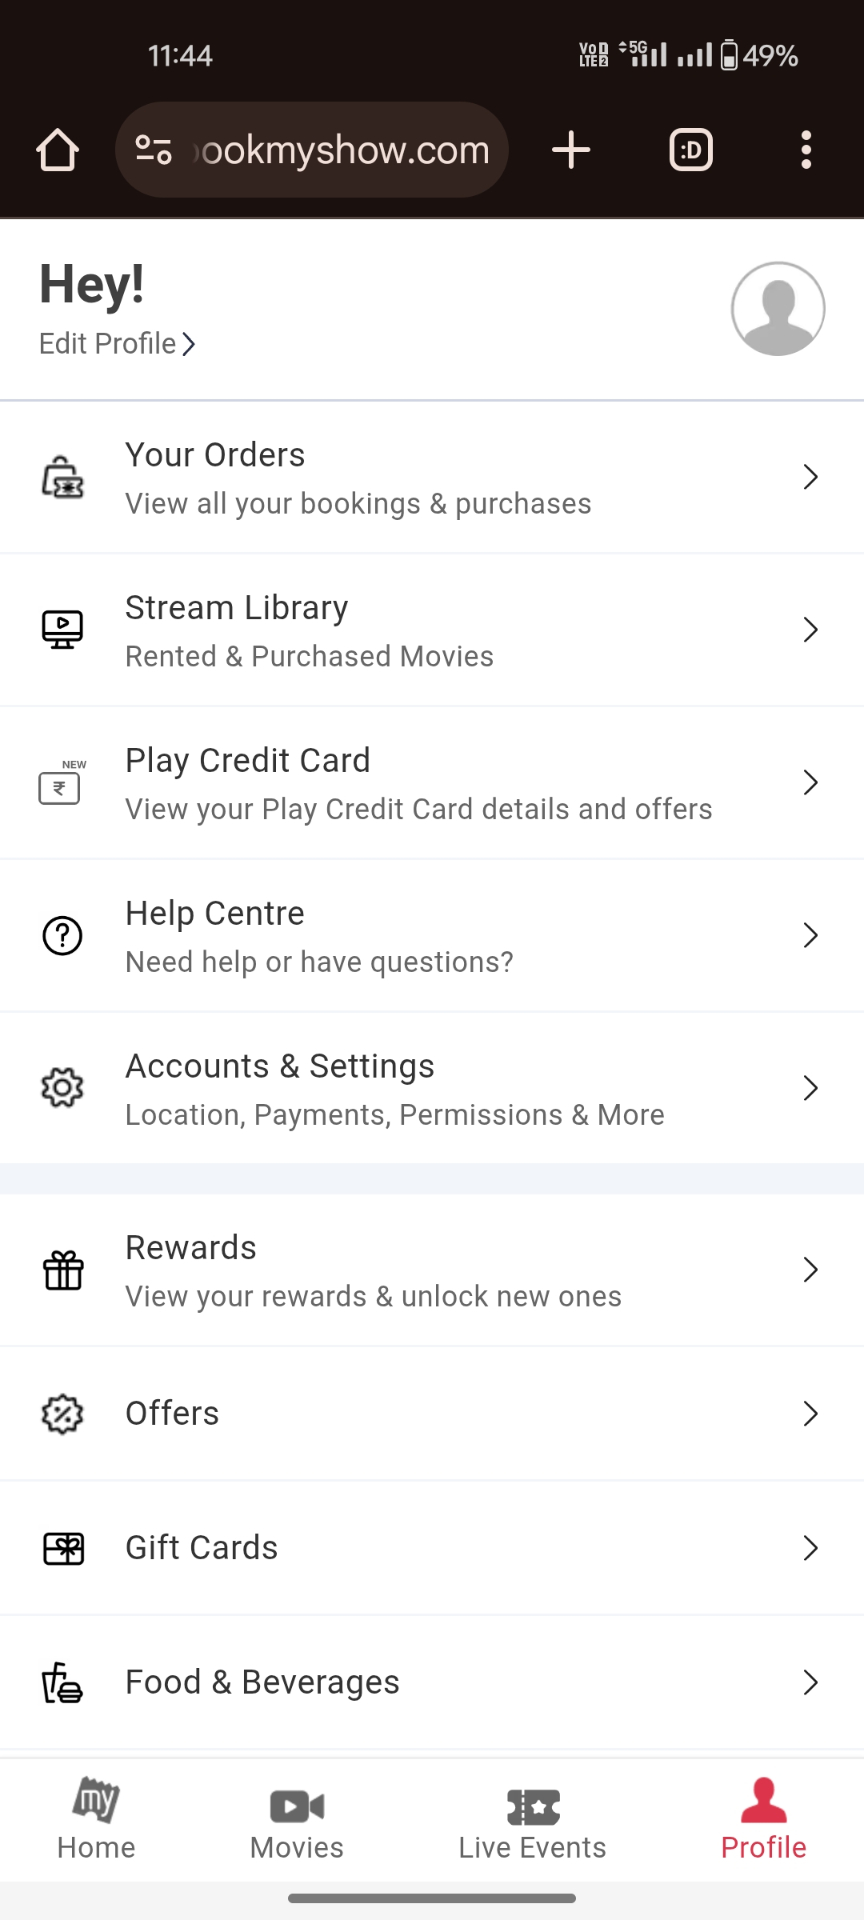 11:44
VoD LTE2 5G 49%
ookmyshow.com
:D
Hey!
Edit Profile
Your Orders
View all your bookings & purchases
Stream Library
Rented & Purchased Movies
NEW
₹
Play Credit Card
View your Play Credit Card details and offers
?
Help Centre
Need help or have questions?
Accounts & Settings
Location, Payments, Permissions & More
Rewards
View your rewards & unlock new ones
%
Offers
Gift Cards
Food & Beverages
my
Home
Movies
Live Events
Profile